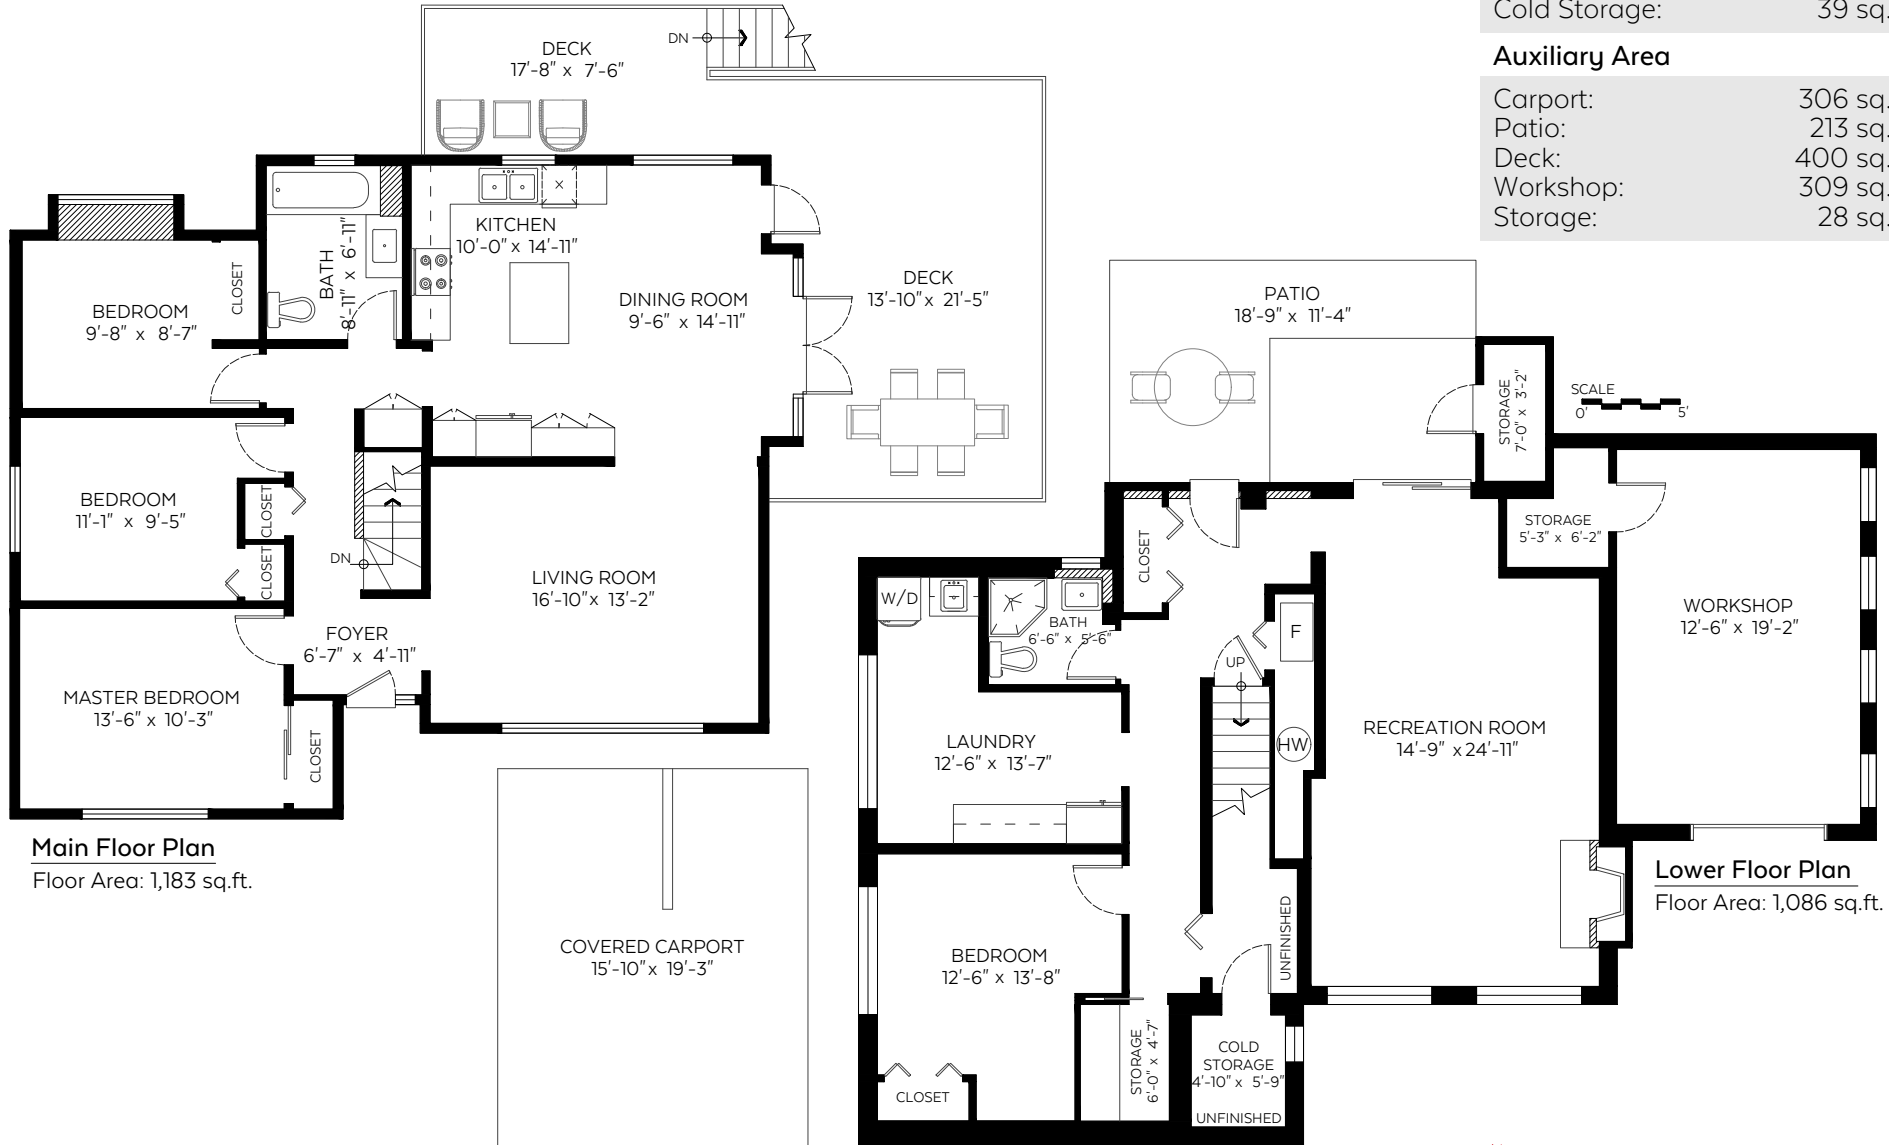 Cold Storage: 39 sq.
Auxiliary Area
Carport: 306 sq.
Patio: 213 sq.
Deck: 400 sq.
Workshop: 309 sq.
Storage: 28 sq.
DECK
17'-8" x 7'-6"
DN
KITCHEN
10'-0" x 14'-11"
BATH
8'-11" x 6'-11"
CLOSET
BEDROOM
9'-8" x 8'-7"
DINING ROOM
9'-6" x 14'-11"
DECK
13'-10" x 21'-5"
BEDROOM
11'-1" x 9'-5"
CLOSET
CLOSET
DN
LIVING ROOM
16'-10" x 13'-2"
FOYER
6'-7" x 4'-11"
MASTER BEDROOM
13'-6" x 10'-3"
CLOSET
Main Floor Plan
Floor Area: 1,183 sq.ft.
COVERED CARPORT
15'-10" x 19'-3"
PATIO
18'-9" x 11'-4"
STORAGE
7'-0" x 3'-2"
SCALE
0' 5'
STORAGE
5'-3" x 6'-2"
CLOSET
W/D
BATH
6'-6" x 5'-6"
F
UP
WORKSHOP
12'-6" x 19'-2"
LAUNDRY
12'-6" x 13'-7"
HW
RECREATION ROOM
14'-9" x 24'-11"
Lower Floor Plan
Floor Area: 1,086 sq.ft.
BEDROOM
12'-6" x 13'-8"
UNFINISHED
STORAGE
6'-0" x 4'-7"
COLD
STORAGE
4'-10" x 5'-9"
CLOSET
UNFINISHED